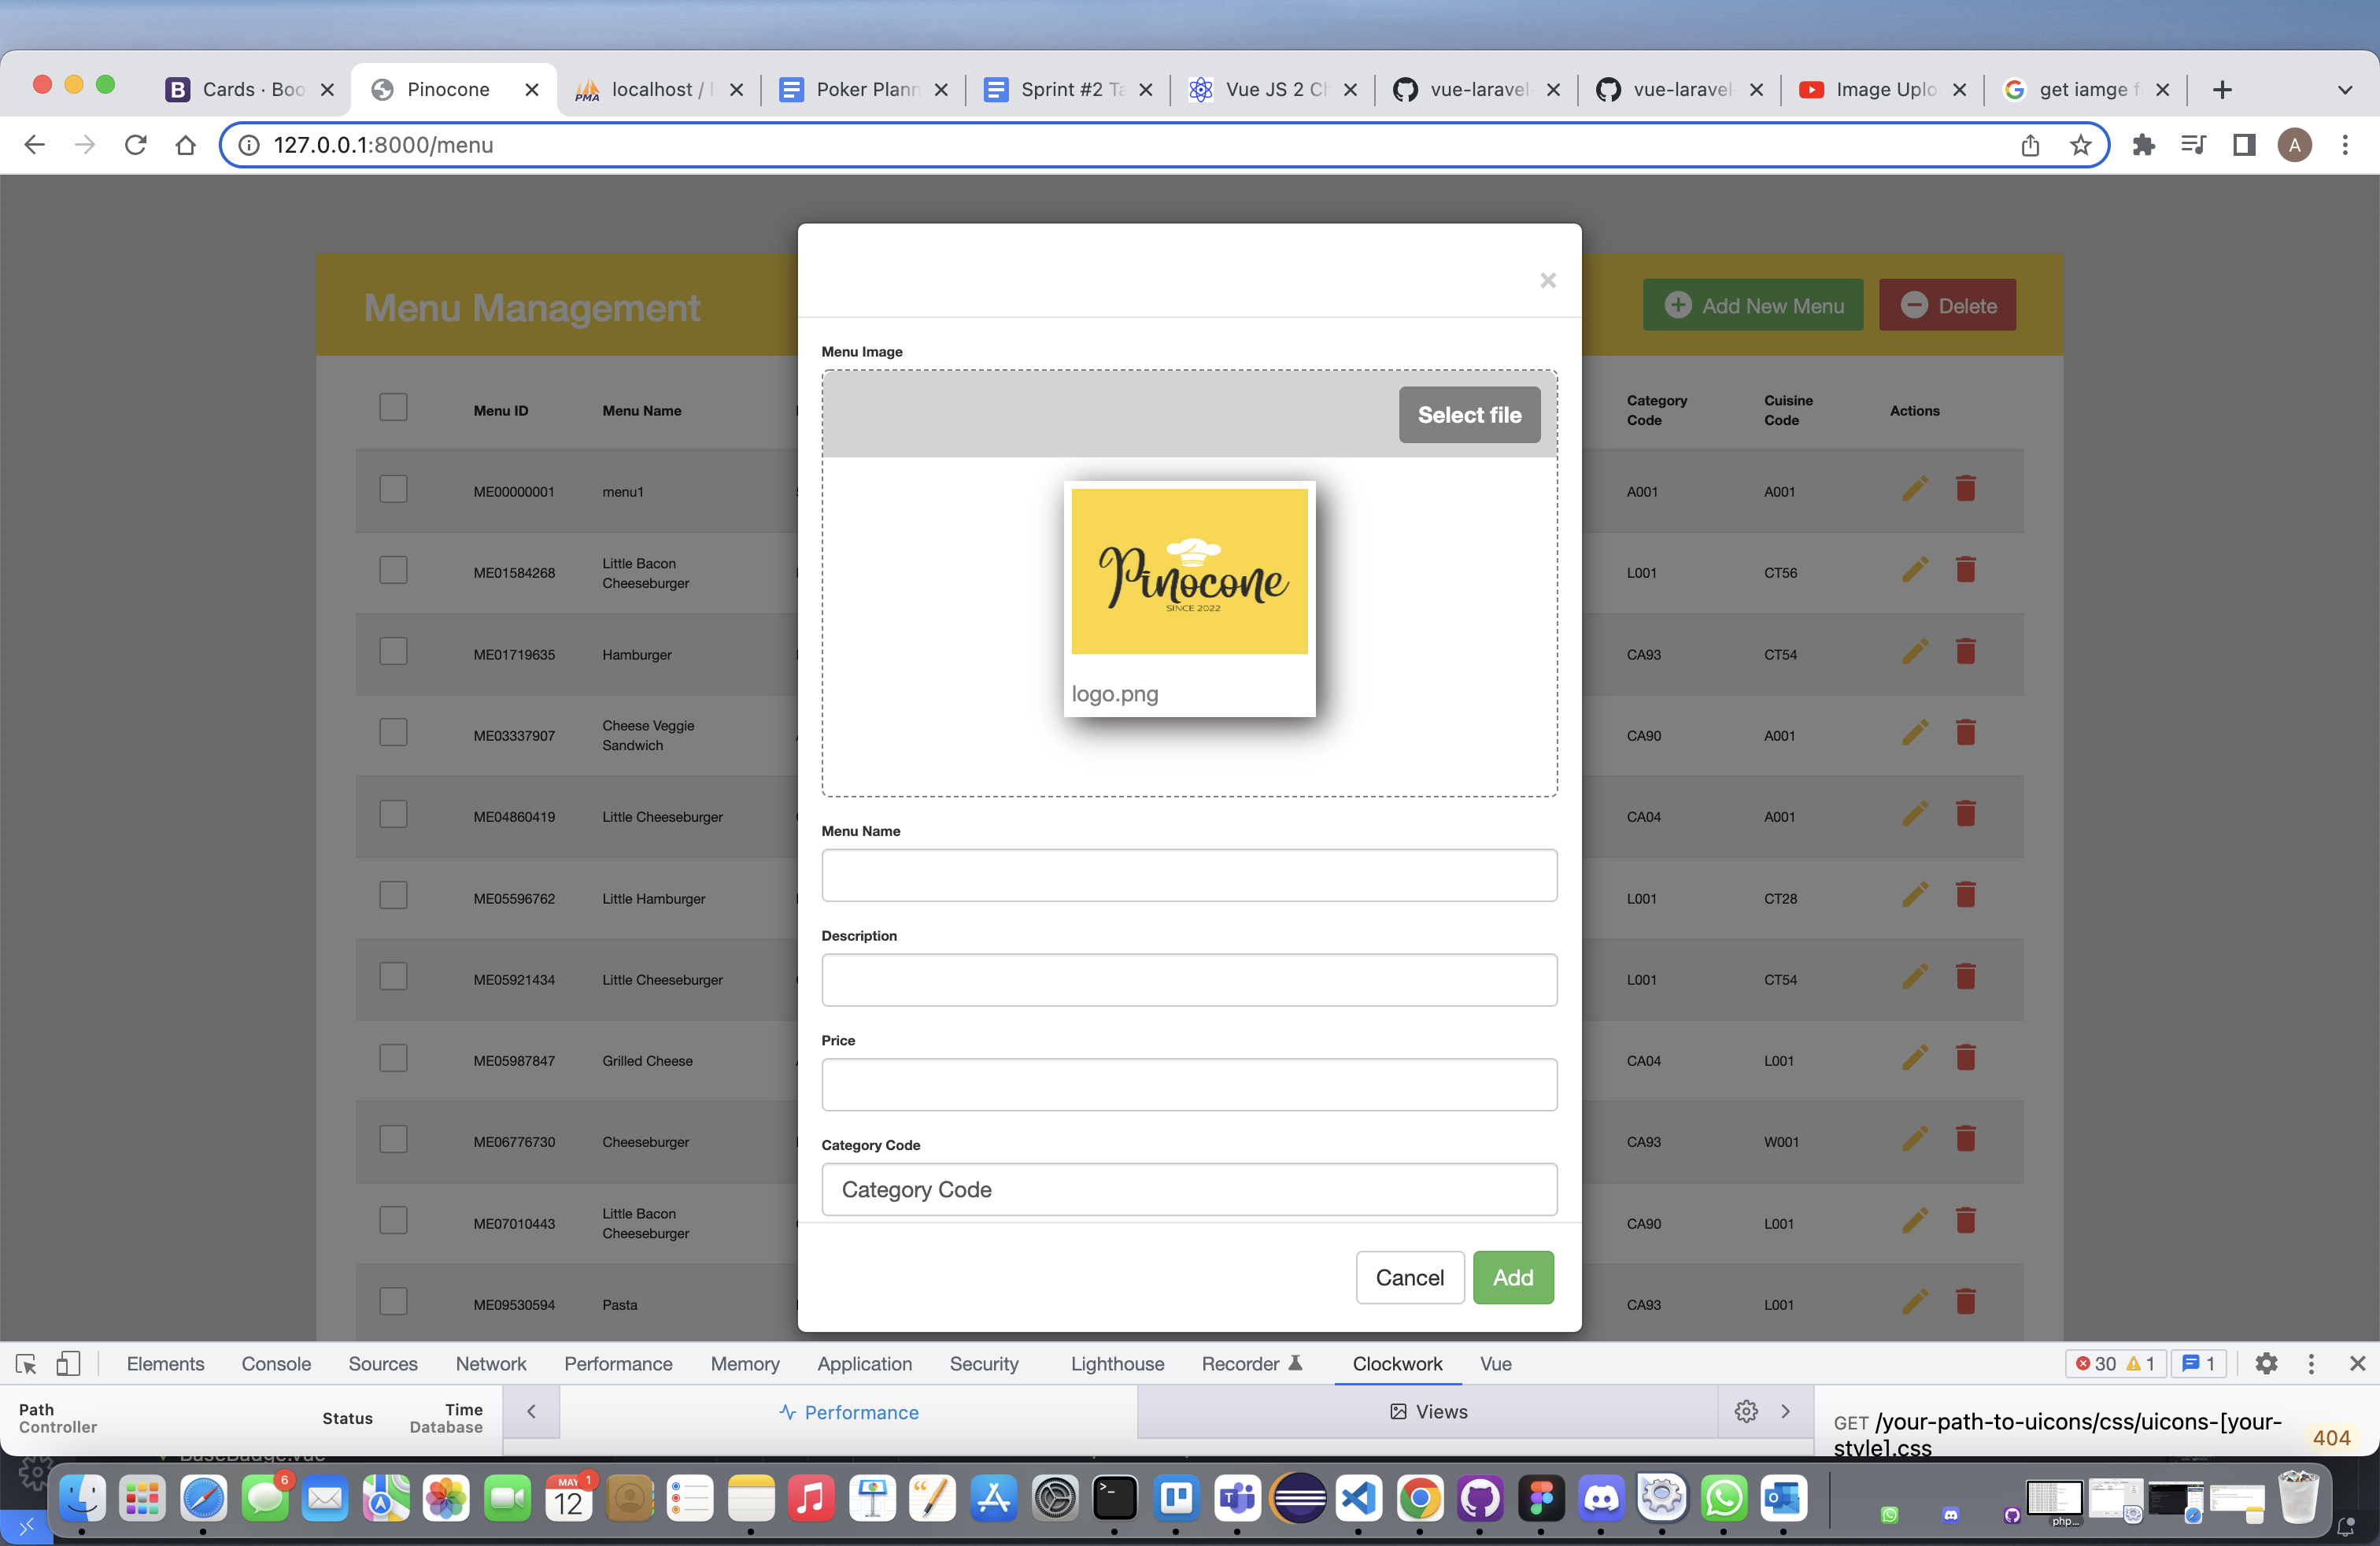 Cards · Boo
Pinocone
localhost / l
Poker Plann
Sprint #2 Ta
Vue JS 2 Ch
vue-laravel-
vue-laravel-
Image Uplo
get iamge f
127.0.0.1:8000/menu
A
Menu Management
Add New Menu
Delete
Menu ID
Menu Name
Category Code
Cuisine Code
Actions
ME00000001 menu1 A001 A001
ME01584268 Little Bacon Cheeseburger L001 CT56
ME01719635 Hamburger CA93 CT54
ME03337907 Cheese Veggie Sandwich CA90 A001
ME04860419 Little Cheeseburger CA04 A001
ME05596762 Little Hamburger L001 CT28
ME05921434 Little Cheeseburger L001 CT54
ME05987847 Grilled Cheese CA04 L001
ME06776730 Cheeseburger CA93 W001
ME07010443 Little Bacon Cheeseburger CA90 L001
ME09530594 Pasta CA93 L001
×
Menu Image
Select file
Pinocone
SINCE 2022
logo.png
Menu Name
Description
Price
Category Code
Category Code
Cancel
Add
Elements Console Sources Network Performance Memory Application Security Lighthouse Recorder Clockwork Vue
30 1 1
Path
Controller
Status
Time
Database
Performance
Views
GET /your-path-to-uicons/css/uicons-[your-
style].css
404
BaseBadge.vue
6
MAY
12
1
php...